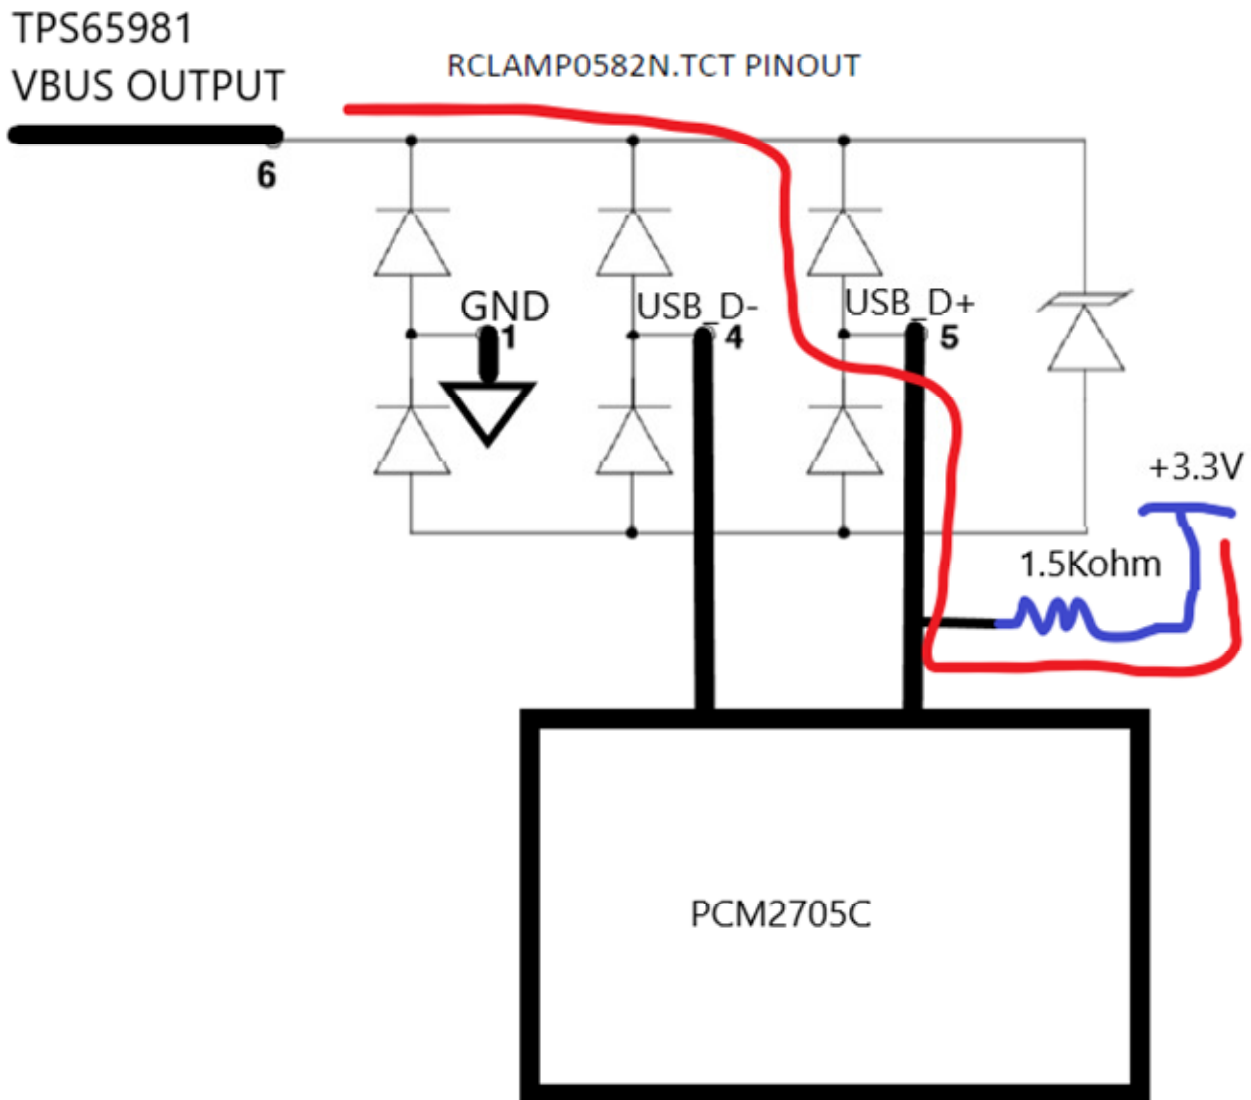 TPS65981
VBUS OUTPUT
RCLAMP0582N.TCT PINOUT
6
GND
1
USB_D-
4
USB_D+
5
+3.3V
1.5Kohm
PCM2705C